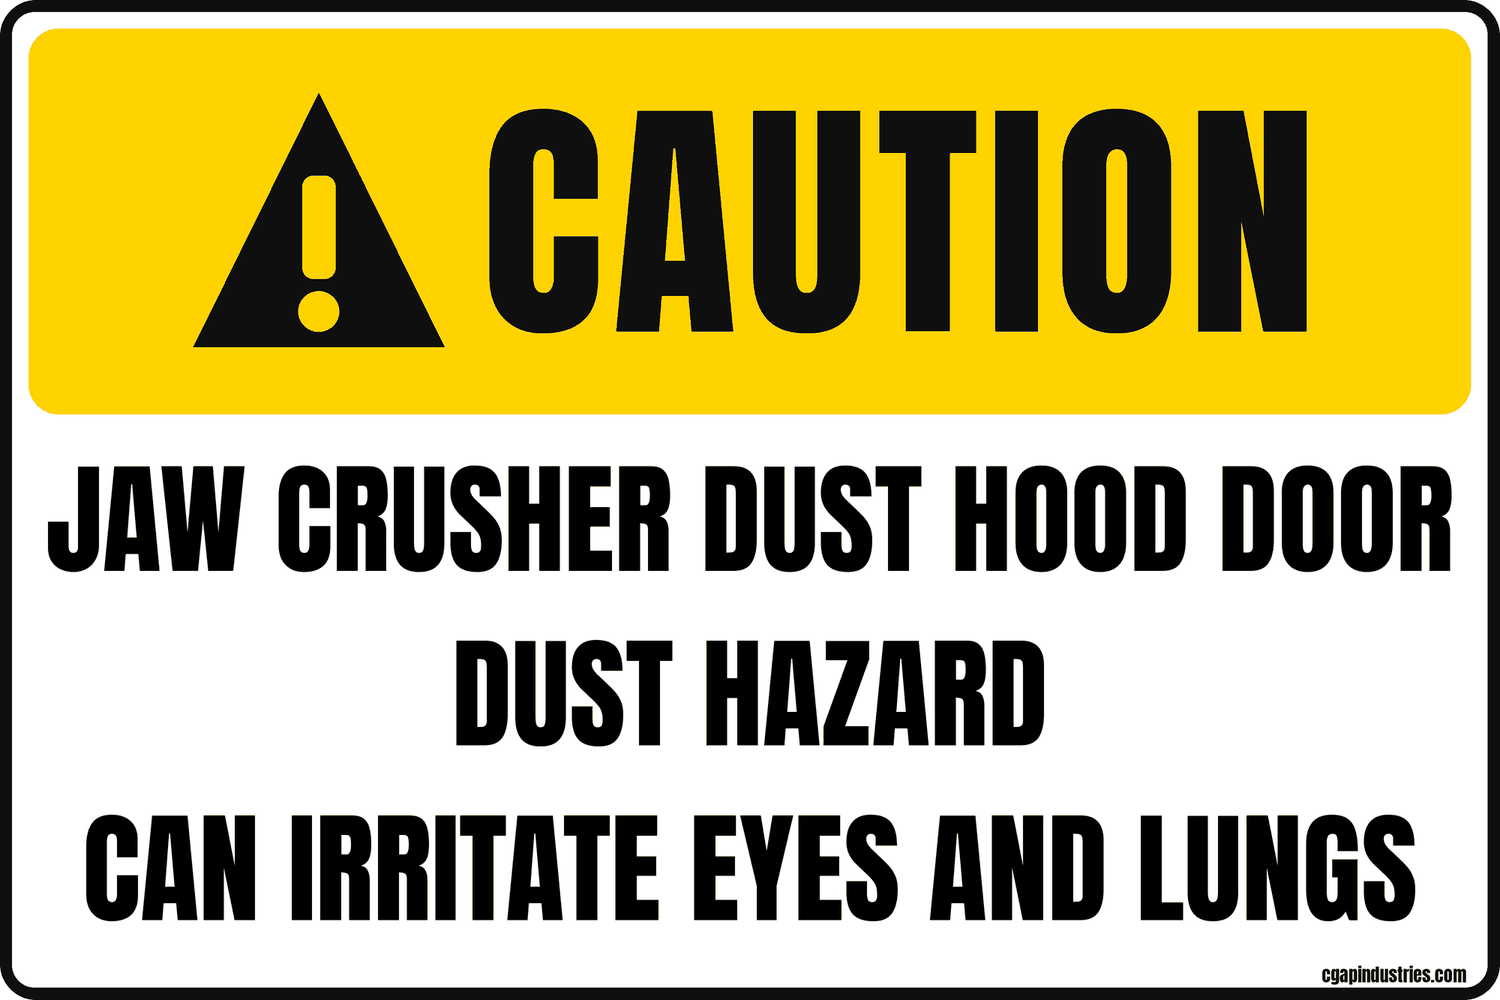 CAUTION
JAW CRUSHER DUST HOOD DOOR
DUST HAZARD
CAN IRRITATE EYES AND LUNGS
cgapindustries.com